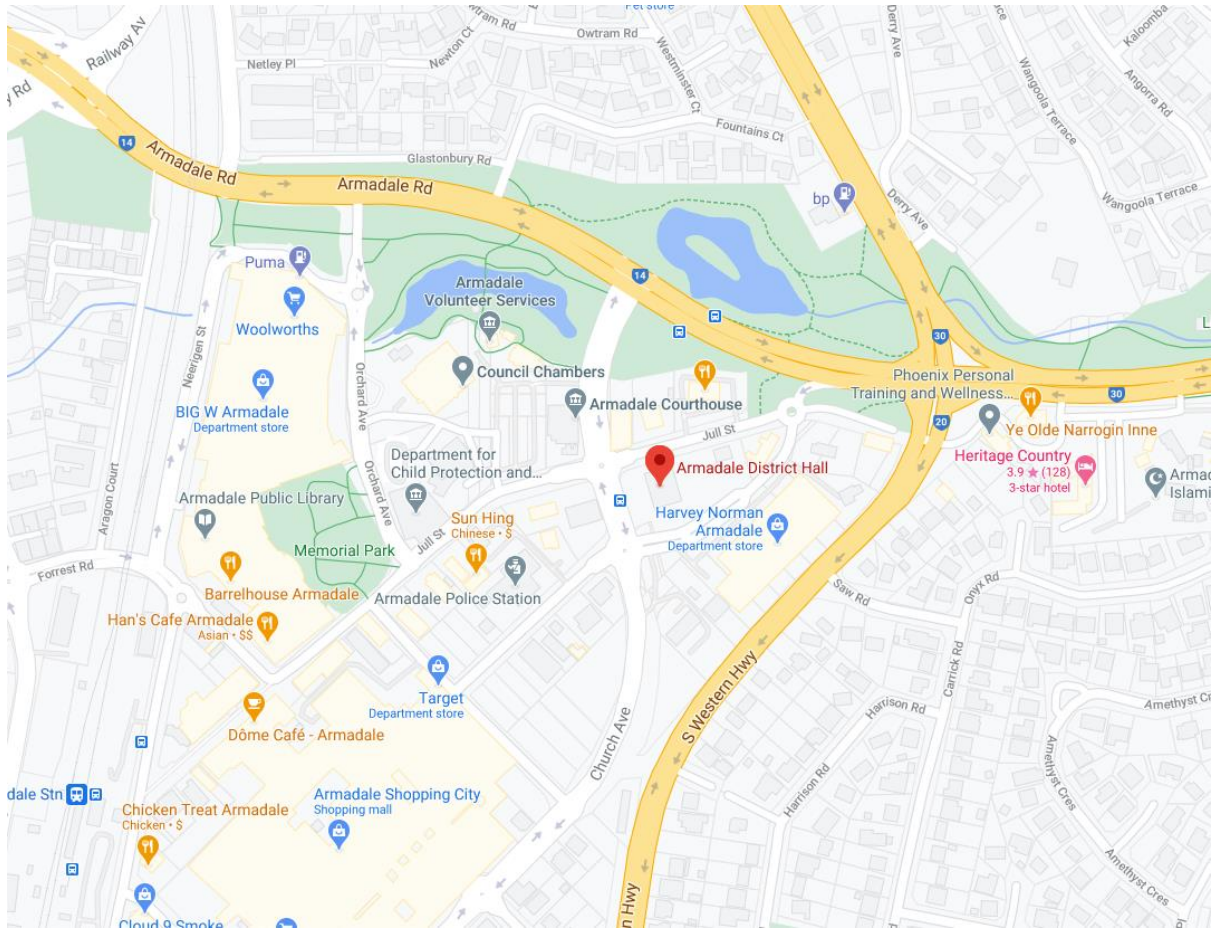 Pet store
Railway Av
wtram Rd
Owtram Rd
Derry Ave
Kaloomba
Netley Pl
Newton Ct
Westminster Ct
Wangoola Terrace
Angorra Rd
y Rd
Fountains Ct
14
Armadale Rd
Glastonbury Rd
Armadale Rd
bp
Derry Ave
Wangoola Terrace
Puma
Armadale
Volunteer Services
14
Woolworths
30
L
Neerigen St
Orchard Ave
Council Chambers
Phoenix Personal
Training and Wellness...
30
BIG W Armadale
Department store
Armadale Courthouse
20
Ye Olde Narrogin Inne
Jull St
Department for
Child Protection and...
Armadale District Hall
Heritage Country
3.9 ★ (128)
3-star hotel
Armad
Islami
Aragon Court
Armadale Public Library
Orchard Ave
Sun Hing
Chinese • $
Harvey Norman
Armadale
Department store
Jull St
Memorial Park
Forrest Rd
Barrelhouse Armadale
Armadale Police Station
Saw Rd
Onyx Rd
Han's Cafe Armadale
Asian • $$
Carrick Rd
Target
Department store
S Western Hwy
Harrison Rd
Amethyst Cr
Dôme Café - Armadale
Church Ave
Amethyst Cres
dale Stn
Armadale Shopping City
Shopping mall
Harrison Rd
Chicken Treat Armadale
Chicken • $
Amethyst Cres
Cloud 9 Smoke
n Hwy